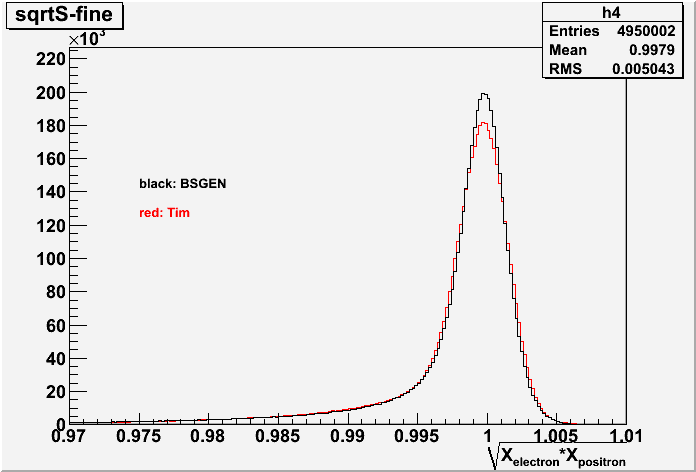 sqrtS-fine
h4
Entries 4950002
Mean 0.9979
RMS 0.005043
×10³
220
200
180
160
140
120
100
80
60
40
20
0
black: BSGEN
red: Tim
0.97 0.975 0.98 0.985 0.99 0.995 1 1.005 1.01
√X_electron*X_positron